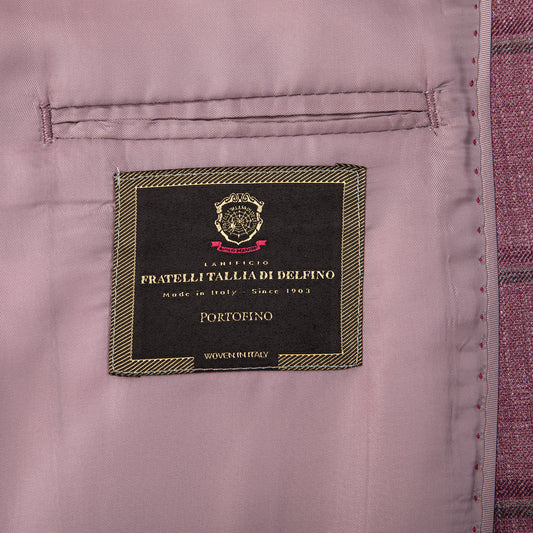 LANIFICIO
FRATELLI TALLIA DI DELFINO
Made in Italy - Since 1903
PORTOFINO
WOVEN IN ITALY